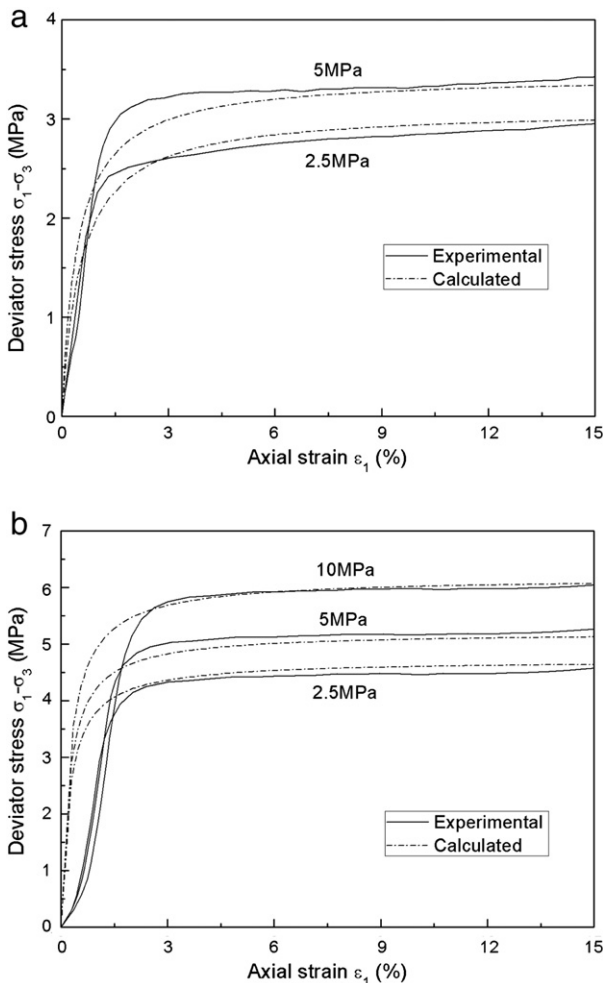 a
4
3
2
1
0
Deviator stress σ1-σ3 (MPa)
5MPa
2.5MPa
Experimental
Calculated
0 3 6 9 12 15
Axial strain ε1 (%)
b
7
6
5
4
3
2
1
0
Deviator stress σ1-σ3 (MPa)
10MPa
5MPa
2.5MPa
Experimental
Calculated
0 3 6 9 12 15
Axial strain ε1 (%)